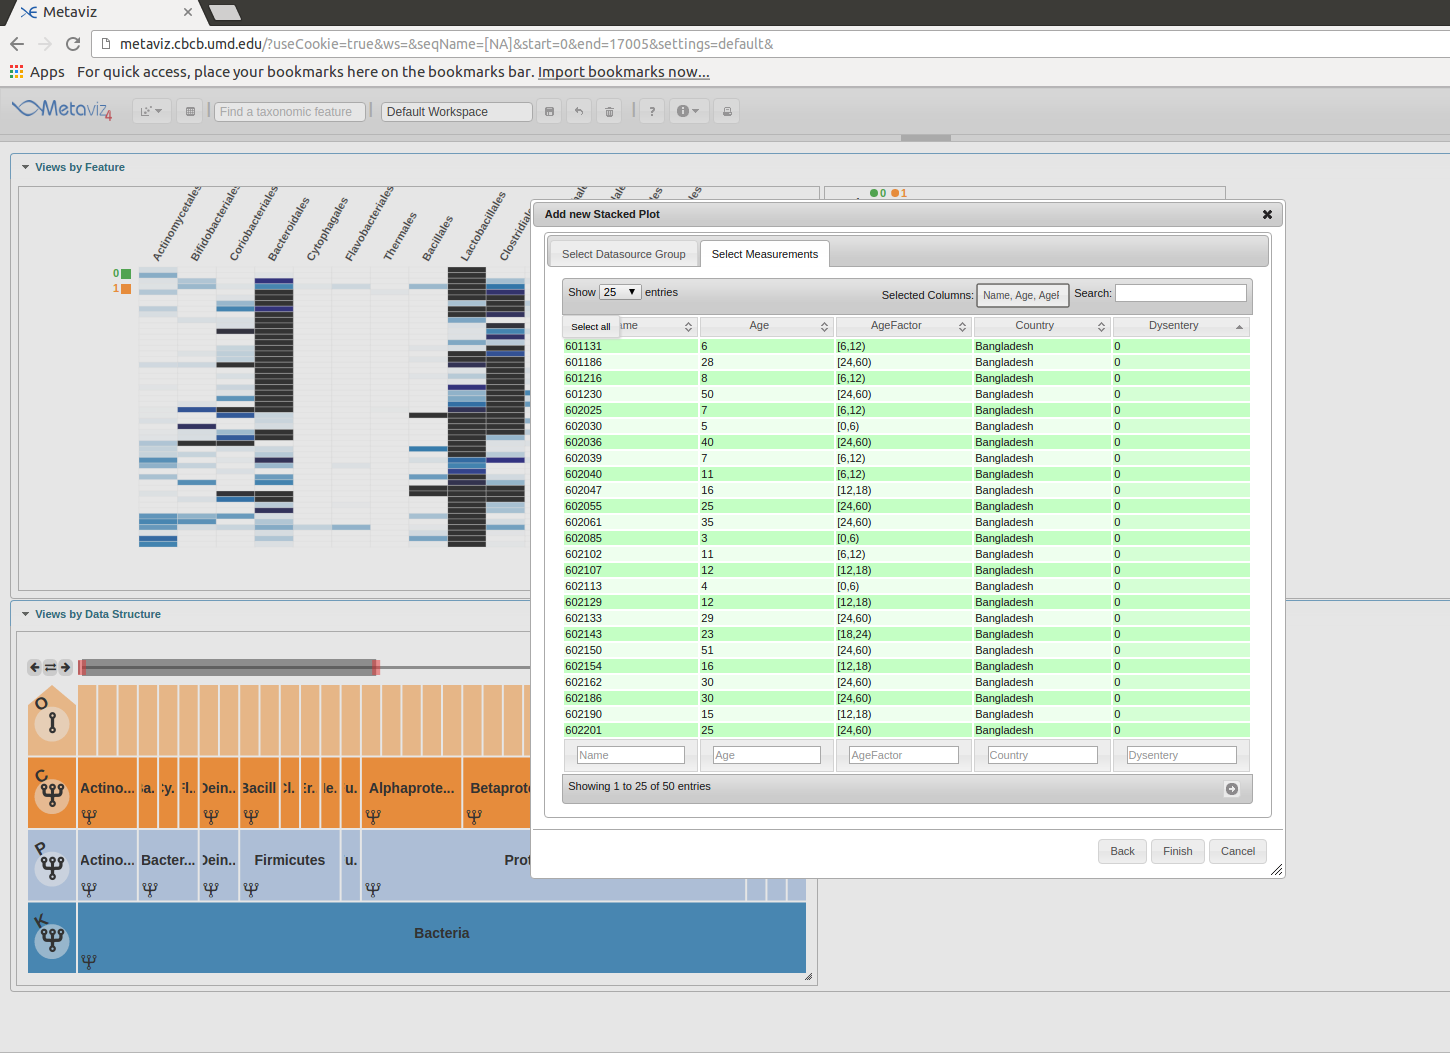 Metaviz
metaviz.cbcb.umd.edu/?useCookie=true&ws=&seqName=[NA]&start=0&end=17005&settings=default&
Apps For quick access, place your bookmarks here on the bookmarks bar. Import bookmarks now...
Metaviz 4 Find a taxonomic feature Default Workspace ?
Views by Feature
Actinomycetales Bifidobacteriales Coriobacteriales Bacteroidales Cytophagales Flavobacteriales Thermales Bacillales Lactobacillales
0 1
0
1
Add new Stacked Plot
Select Datasource Group Select Measurements
Show 25 entries Selected Columns: Name, Age, AgeF Search:
Select all ame Age AgeFactor Country Dysentery
601131 6 [6,12) Bangladesh 0
601186 28 [24,60) Bangladesh 0
601216 8 [6,12) Bangladesh 0
601230 50 [24,60) Bangladesh 0
602025 7 [6,12) Bangladesh 0
602030 5 [0,6) Bangladesh 0
602036 40 [24,60) Bangladesh 0
602039 7 [6,12) Bangladesh 0
602040 11 [6,12) Bangladesh 0
602047 16 [12,18) Bangladesh 0
602055 25 [24,60) Bangladesh 0
602061 35 [24,60) Bangladesh 0
602085 3 [0,6) Bangladesh 0
602102 11 [6,12) Bangladesh 0
602107 12 [12,18) Bangladesh 0
602113 4 [0,6) Bangladesh 0
602129 12 [12,18) Bangladesh 0
602133 29 [24,60) Bangladesh 0
602143 23 [18,24) Bangladesh 0
602150 51 [24,60) Bangladesh 0
602154 16 [12,18) Bangladesh 0
602162 30 [24,60) Bangladesh 0
602186 30 [24,60) Bangladesh 0
602190 15 [12,18) Bangladesh 0
602201 25 [24,60) Bangladesh 0
Name Age AgeFactor Country Dysentery
Showing 1 to 25 of 50 entries
Back Finish Cancel
Views by Data Structure
O
C Actino... Dein.. Bacill Alphaprote... Betaprote
P Actino... Bacter... Dein.. Firmicutes u. Prot
K Bacteria